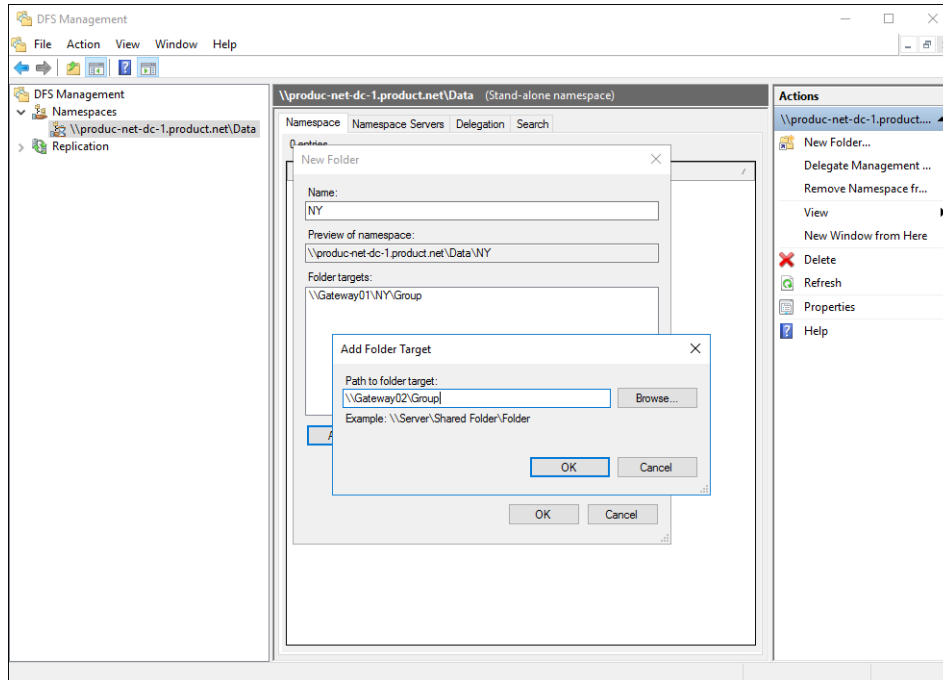 DFS Management
File Action View Window Help
DFS Management
Namespaces
\\produc-net-dc-1.product.net\Data
Replication
\\produc-net-dc-1.product.net\Data (Stand-alone namespace)
Namespace Namespace Servers Delegation Search
0 entries
New Folder
Name:
NY
Preview of namespace:
\\produc-net-dc-1.product.net\Data\NY
Folder targets:
\\Gateway01\NY\Group
Add Folder Target
Path to folder target:
\\Gateway02\Group
Browse...
Example: \\Server\Shared Folder\Folder
OK Cancel
OK Cancel
Actions
\\produc-net-dc-1.product....
New Folder...
Delegate Management ...
Remove Namespace fr...
View
New Window from Here
Delete
Refresh
Properties
Help